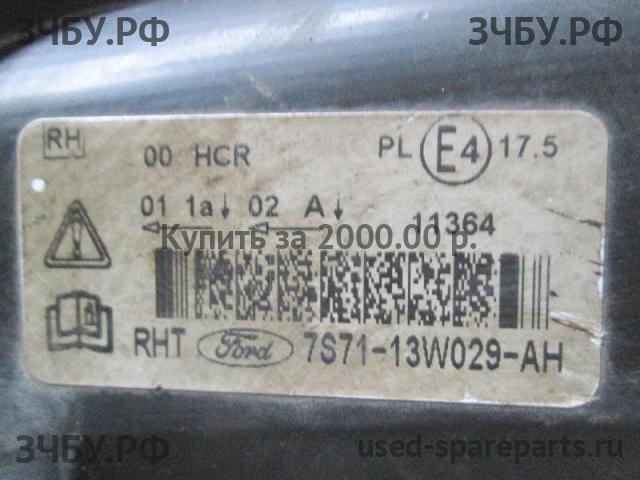 ЗЧБУ.РФ ЗЧБУ.РФ
RH 00 HCR PL E4 17.5
01 1a↓ 02 A↓ 11364
Купить за 2000.00 р.
RHT Ford 7S71-13W029-AH
ЗЧБУ.РФ used-spareparts.ru